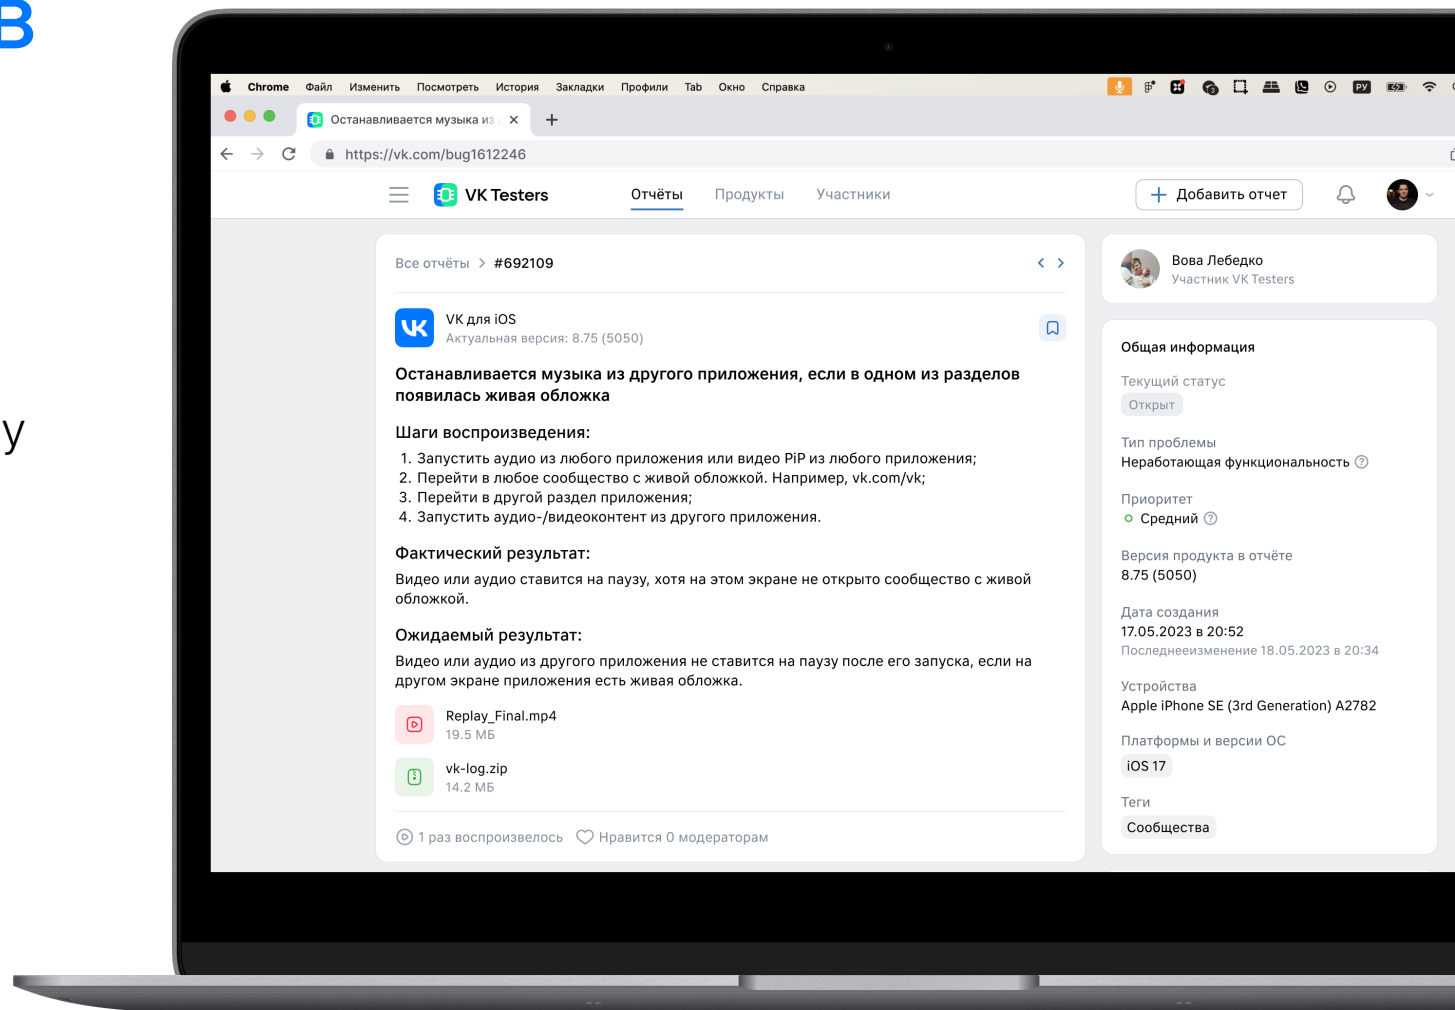 в
у
Chrome Файл Изменить Посмотреть История Закладки Профили Tab Окно Справка
РУ
Останавливается музыка из
https://vk.com/bug1612246
VK Testers Отчёты Продукты Участники
Добавить отчет
Все отчёты > #692109
VK для iOS
Актуальная версия: 8.75 (5050)
Останавливается музыка из другого приложения, если в одном из разделов
появилась живая обложка
Шаги воспроизведения:
1. Запустить аудио из любого приложения или видео PiP из любого приложения;
2. Перейти в любое сообщество с живой обложкой. Например, vk.com/vk;
3. Перейти в другой раздел приложения;
4. Запустить аудио-/видеоконтент из другого приложения.
Фактический результат:
Видео или аудио ставится на паузу, хотя на этом экране не открыто сообщество с живой
обложкой.
Ожидаемый результат:
Видео или аудио из другого приложения не ставится на паузу после его запуска, если на
другом экране приложения есть живая обложка.
Replay_Final.mp4
19.5 МБ
vk-log.zip
14.2 МБ
1 раз воспроизвелось Нравится 0 модераторам
Вова Лебедко
Участник VK Testers
Общая информация
Текущий статус
Открыт
Тип проблемы
Неработающая функциональность
Приоритет
Средний
Версия продукта в отчёте
8.75 (5050)
Дата создания
17.05.2023 в 20:52
Последнееизменение 18.05.2023 в 20:34
Устройства
Apple iPhone SE (3rd Generation) A2782
Платформы и версии ОС
iOS 17
Теги
Сообщества